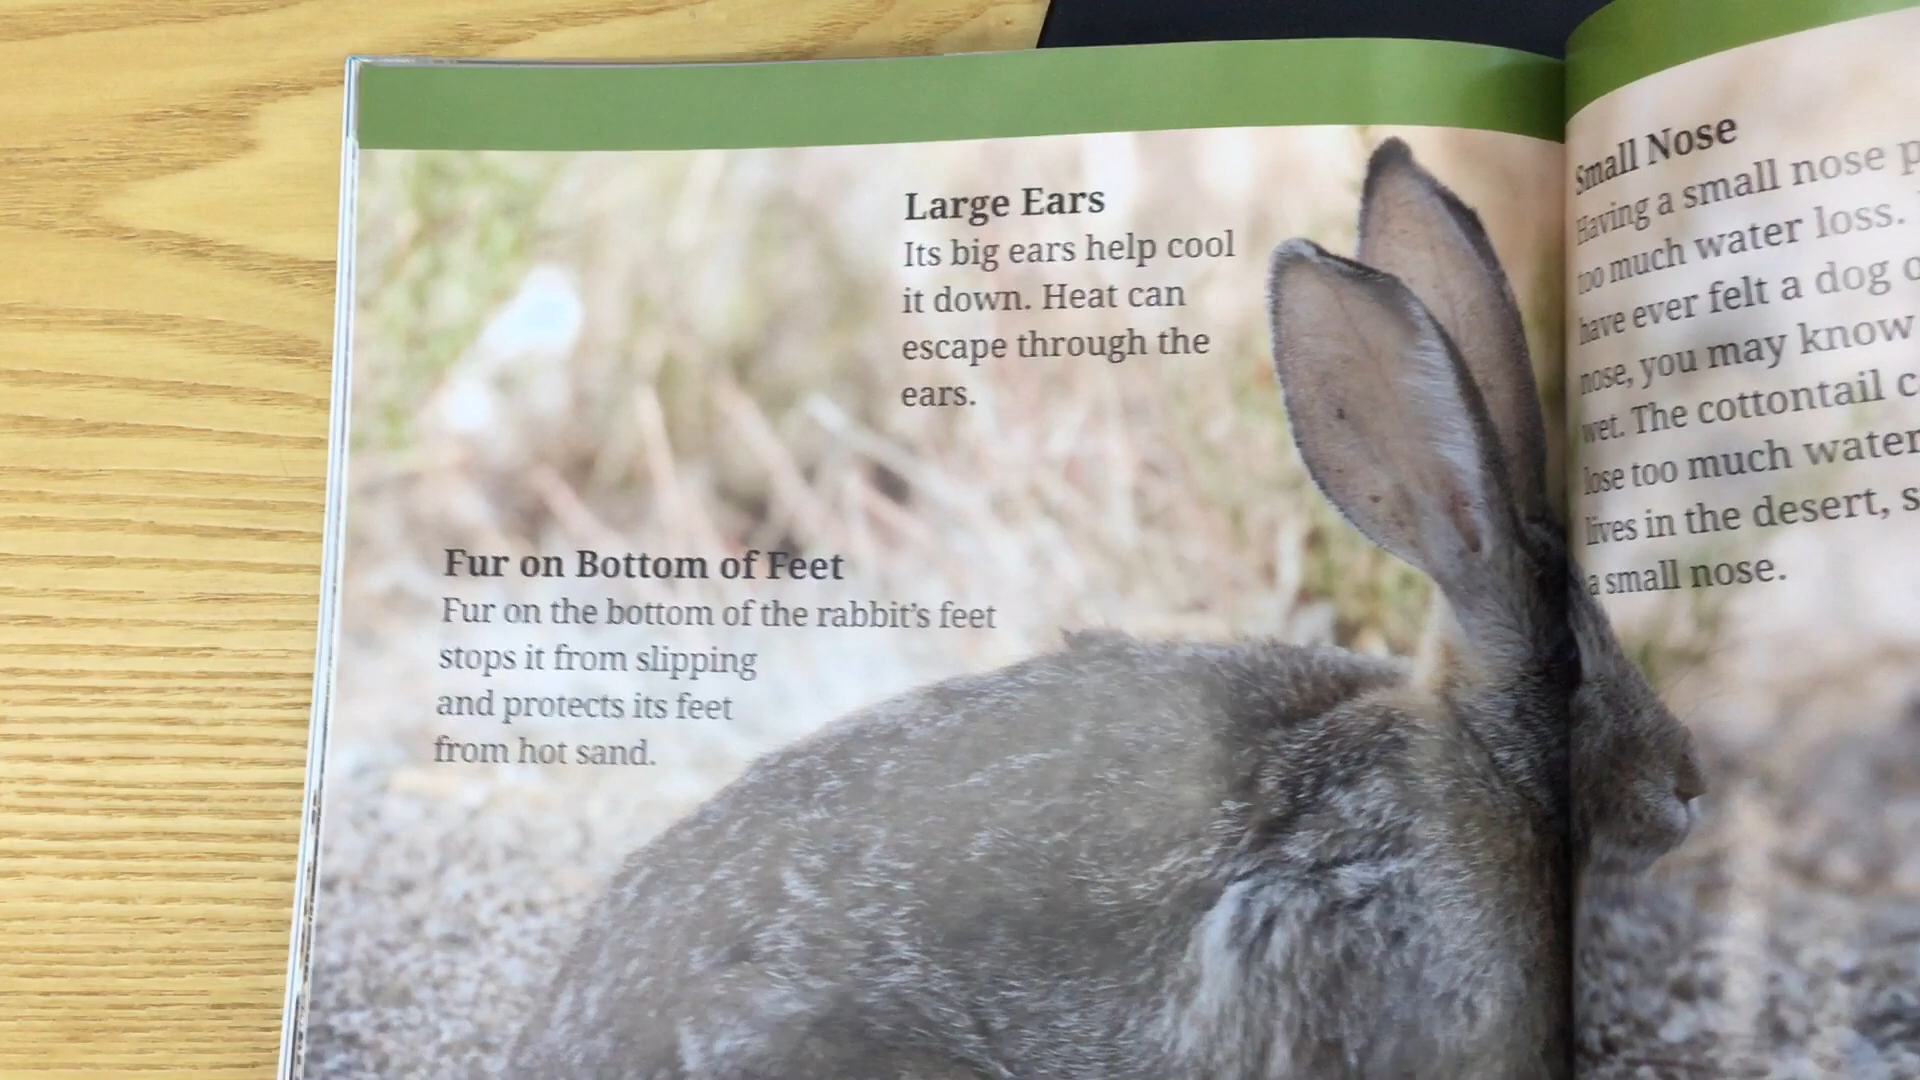 Large Ears
Its big ears help cool
it down. Heat can
escape through the
ears.
Fur on Bottom of Feet
Fur on the bottom of the rabbit's feet
stops it from slipping
and protects its feet
from hot sand.
Small Nose
Having a small nose
too much water loss.
have ever felt a dog
nose, you may know
wet. The cottontail
lose too much water
lives in the desert,
a small nose.